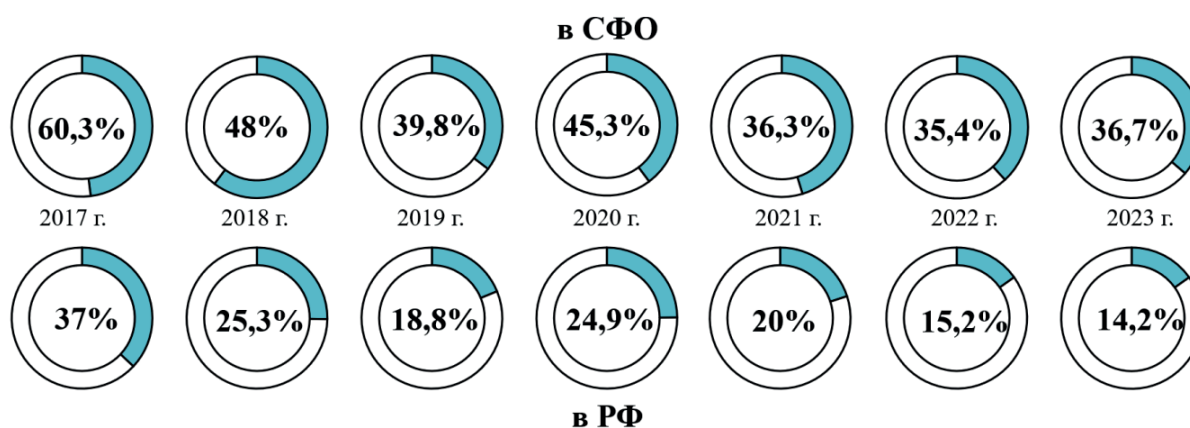 в СФО
60,3% 48% 39,8% 45,3% 36,3% 35,4% 36,7%
2017 г. 2018 г. 2019 г. 2020 г. 2021 г. 2022 г. 2023 г.
37% 25,3% 18,8% 24,9% 20% 15,2% 14,2%
в РФ